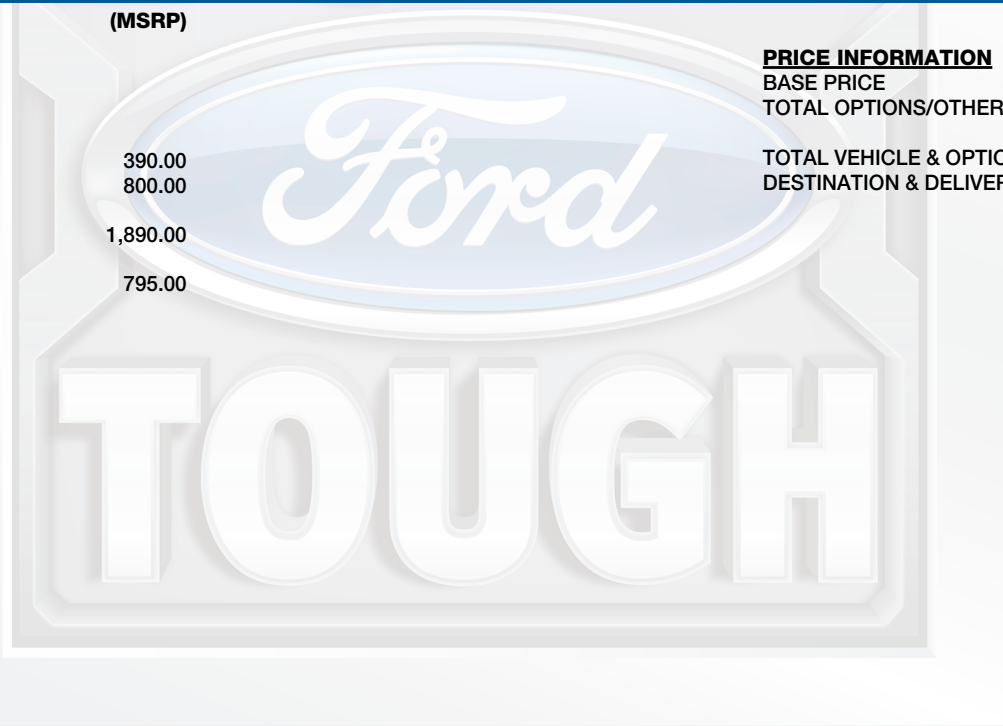 (MSRP)
390.00
800.00
1,890.00
795.00
PRICE INFORMATION
BASE PRICE
TOTAL OPTIONS/OTHER
TOTAL VEHICLE & OPTIO
DESTINATION & DELIVER
Ford
TOUGH